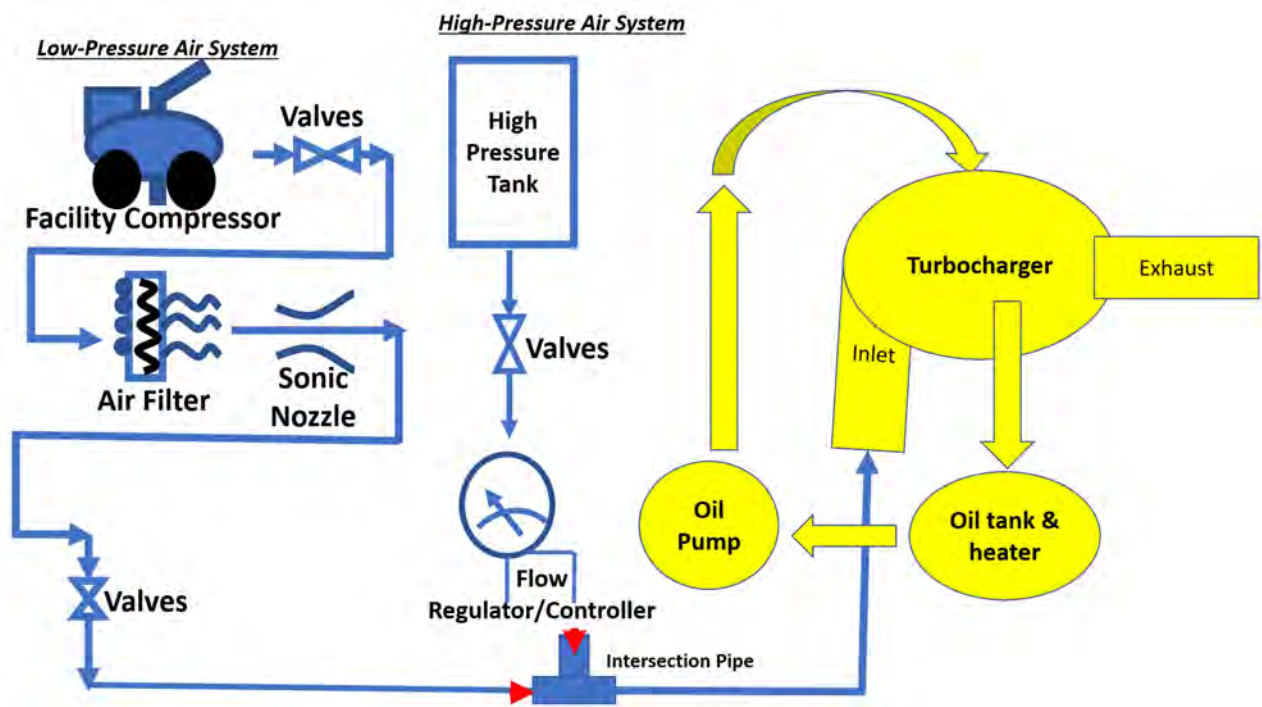 Low-Pressure Air System
High-Pressure Air System
Valves
Facility Compressor
High
Pressure
Tank
Air Filter
Sonic
Nozzle
Valves
Flow
Regulator/Controller
Valves
Intersection Pipe
Turbocharger
Exhaust
Inlet
Oil
Pump
Oil tank &
heater